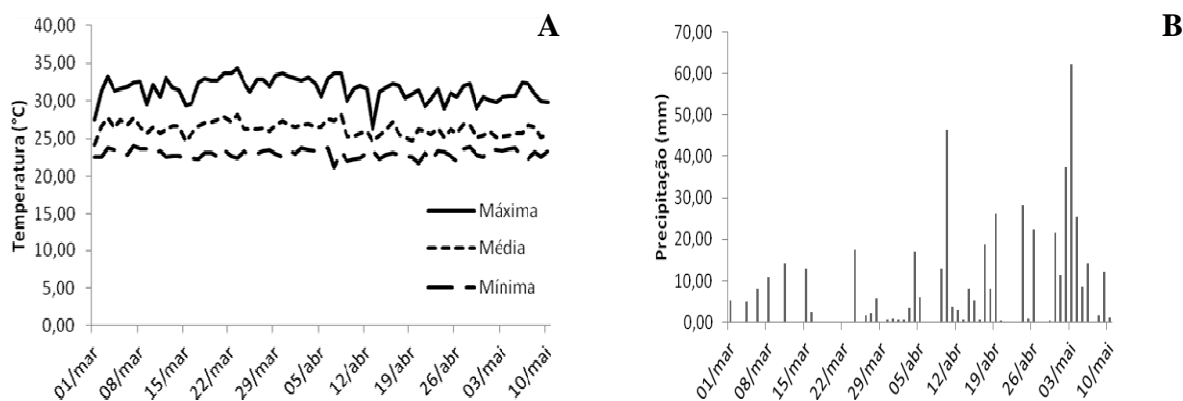 A
Temperatura (°C)
40,00
35,00
30,00
25,00
20,00
15,00
10,00
5,00
0,00
Máxima
Média
Mínima
01/mar
08/mar
15/mar
22/mar
29/mar
05/abr
12/abr
19/abr
26/abr
03/mai
10/mai
B
Precipitação (mm)
70,00
60,00
50,00
40,00
30,00
20,00
10,00
0,00
01/mar
08/mar
15/mar
22/mar
29/mar
05/abr
12/abr
19/abr
26/abr
03/mai
10/mai